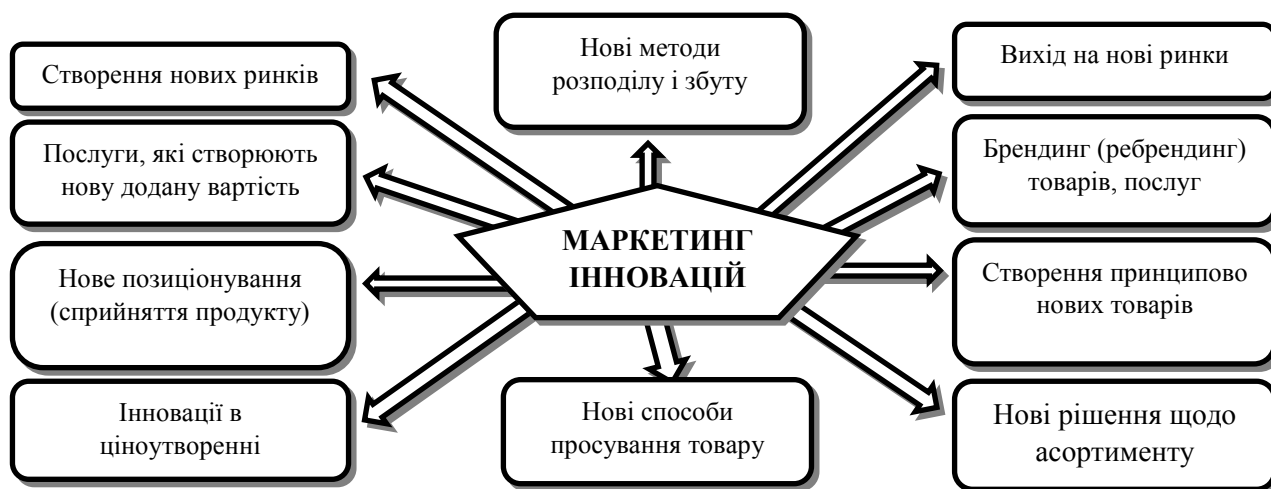 Створення нових ринків
Нові методи
розподілу і збуту
Вихід на нові ринки
Послуги, які створюють
нову додану вартість
Брендинг (ребрендинг)
товарів, послуг
МАРКЕТИНГ
ІННОВАЦІЙ
Нове позиціонування
(сприйняття продукту)
Створення принципово
нових товарів
Інновації в
ціноутворенні
Нові способи
просування товару
Нові рішення щодо
асортименту